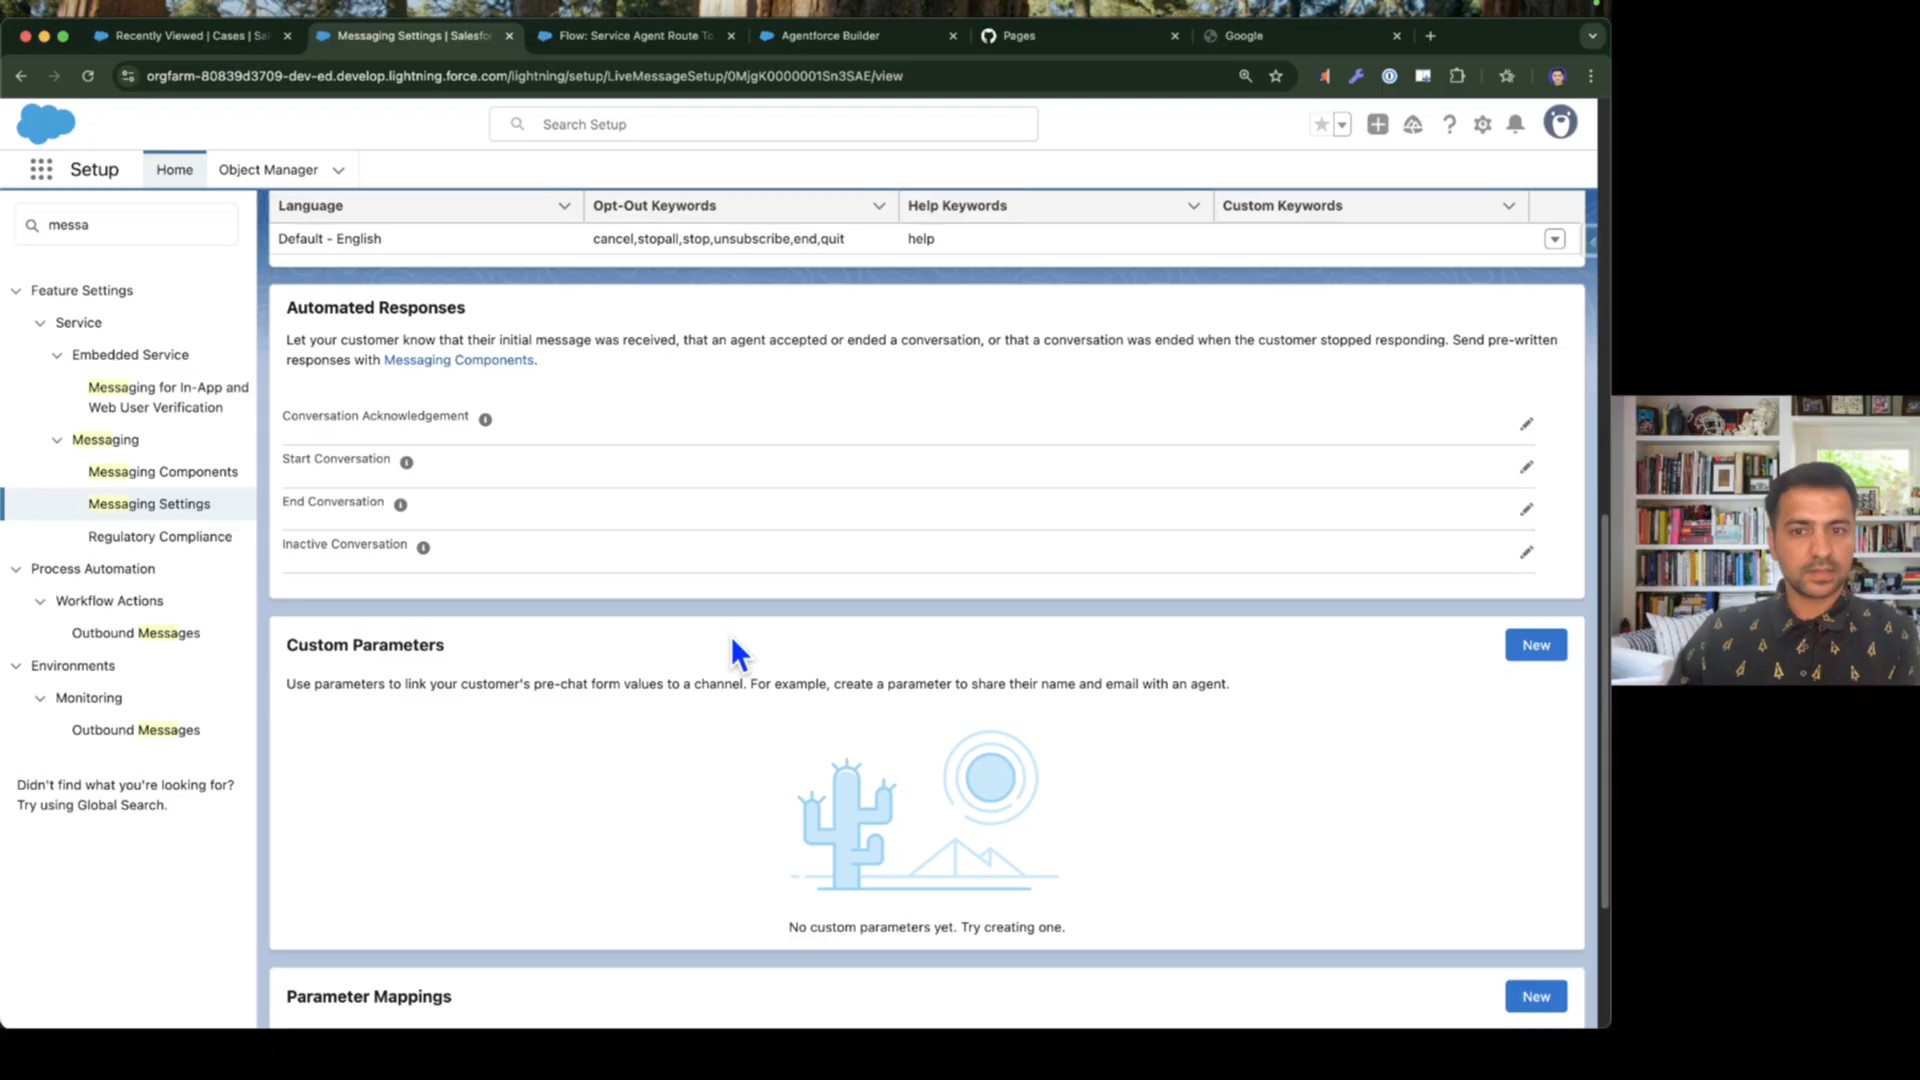 Recently Viewed | Cases | Sa
Messaging Settings | Salesfor
Flow: Service Agent Route To
Agentforce Builder
Pages
Google
orgfarm-80839d3709-dev-ed.develop.lightning.force.com/lightning/setup/LiveMessageSetup/0MjgK0000001Sn3SAE/view
Search Setup
Setup
Home
Object Manager
messa
Feature Settings
Service
Embedded Service
Messaging for In-App and
Web User Verification
Messaging
Messaging Components
Messaging Settings
Regulatory Compliance
Process Automation
Workflow Actions
Outbound Messages
Environments
Monitoring
Outbound Messages
Didn't find what you're looking for?
Try using Global Search.
Language Opt-Out Keywords Help Keywords Custom Keywords
Default - English cancel,stopall,stop,unsubscribe,end,quit help
Automated Responses
Let your customer know that their initial message was received, that an agent accepted or ended a conversation, or that a conversation was ended when the customer stopped responding. Send pre-written
responses with Messaging Components.
Conversation Acknowledgement
Start Conversation
End Conversation
Inactive Conversation
Custom Parameters
New
Use parameters to link your customer's pre-chat form values to a channel. For example, create a parameter to share their name and email with an agent.
No custom parameters yet. Try creating one.
Parameter Mappings
New